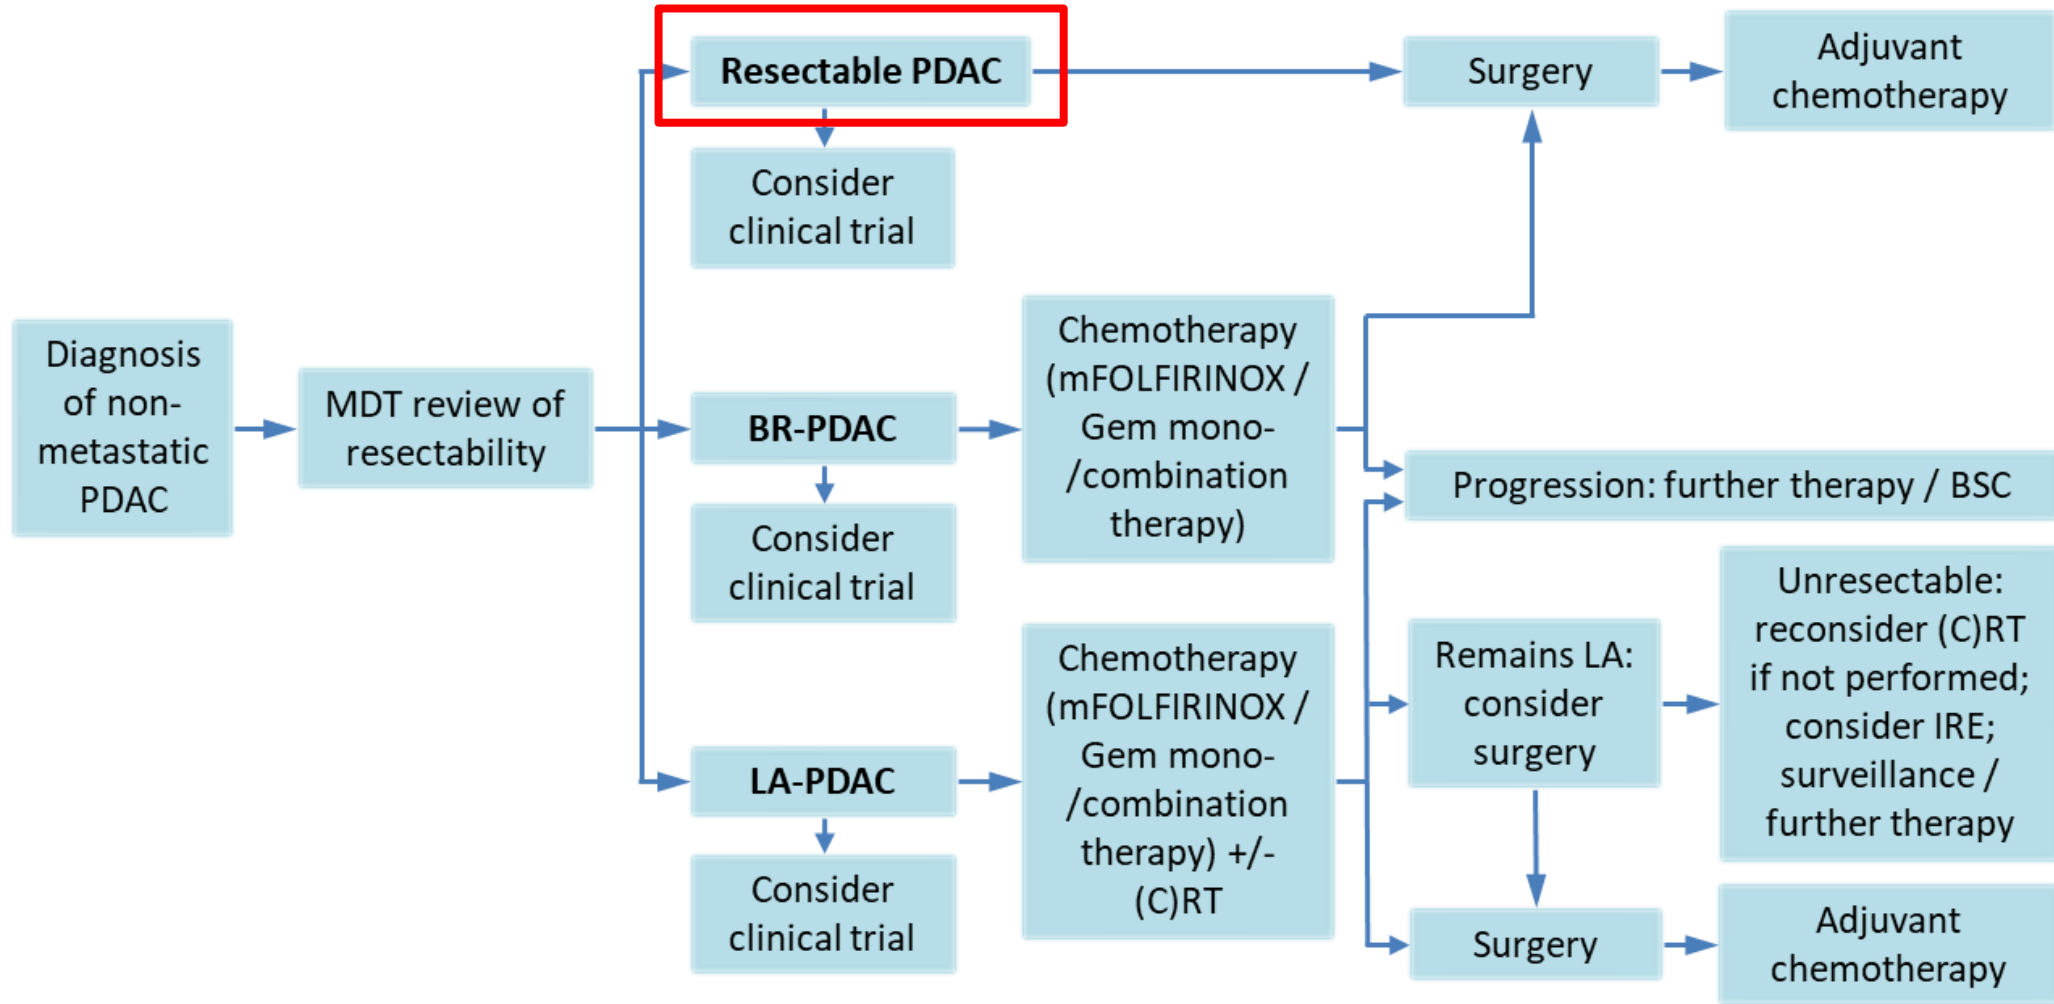 Resectable PDAC
Surgery
Adjuvant
chemotherapy
Consider
clinical trial
Diagnosis
of non-
metastatic
PDAC
MDT review of
resectability
BR-PDAC
Chemotherapy
(mFOLFIRINOX /
Gem mono-
/combination
therapy)
Consider
clinical trial
Progression: further therapy / BSC
LA-PDAC
Chemotherapy
(mFOLFIRINOX /
Gem mono-
/combination
therapy) +/-
(C)RT
Consider
clinical trial
Remains LA:
consider
surgery
Unresectable:
reconsider (C)RT
if not performed;
consider IRE;
surveillance /
further therapy
Surgery
Adjuvant
chemotherapy